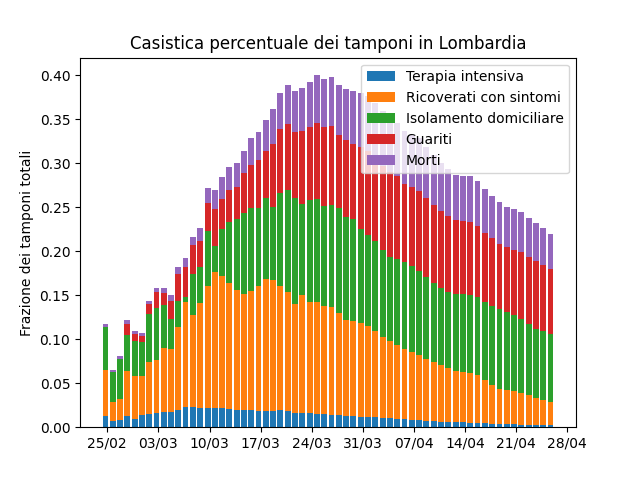 Casistica percentuale dei tamponi in Lombardia
Frazione dei tamponi totali
0.40
0.35
0.30
0.25
0.20
0.15
0.10
0.05
0.00
Terapia intensiva
Ricoverati con sintomi
Isolamento domiciliare
Guariti
Morti
25/02 03/03 10/03 17/03 24/03 31/03 07/04 14/04 21/04 28/04